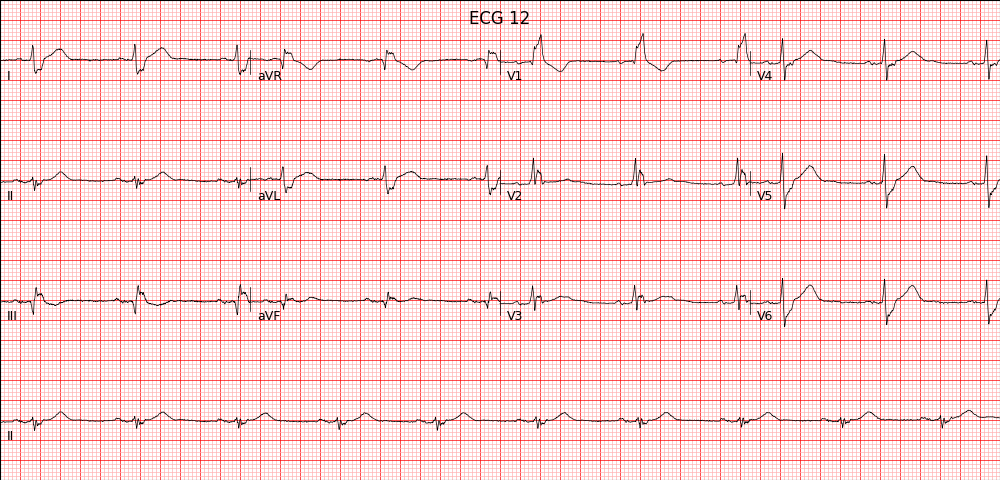 ECG 12
I aVR V1 V4
II aVL V2 V5
III aVF V3 V6
II